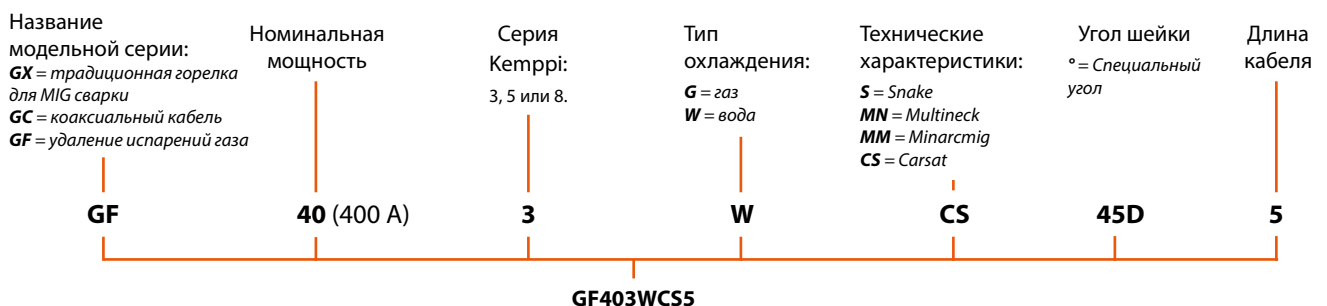 Название
модельной серии:
GX = традиционная горелка
для MIG сварки
GC = коаксиальный кабель
GF = удаление испарений газа
Номинальная
мощность
Серия
Kemppi:
3, 5 или 8.
Тип
охлаждения:
G = газ
W = вода
Технические
характеристики:
S = Snake
MN = Multineck
MM = Minarcmig
CS = Carsat
Угол шейки
° = Специальный
угол
Длина
кабеля
GF
40 (400 A)
3
W
CS
45D
5
GF403WCS5